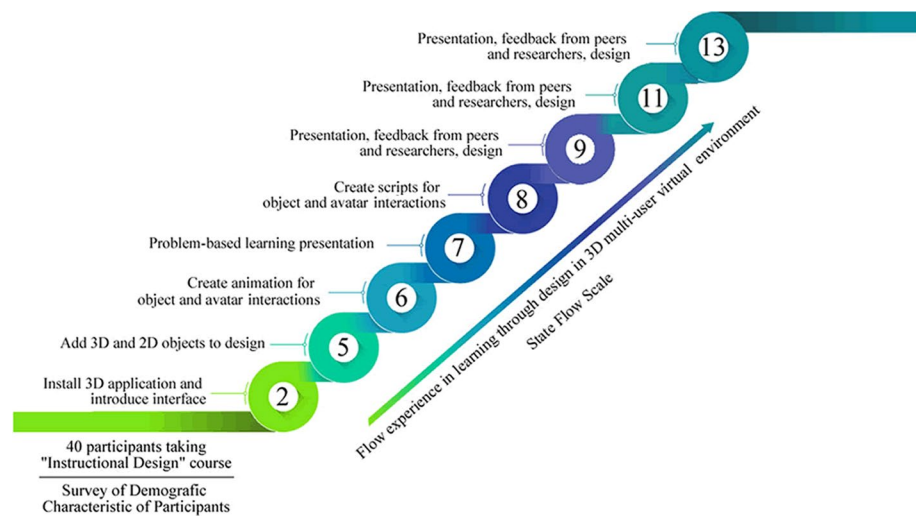 Presentation, feedback from peers
and researchers, design
13
Presentation, feedback from peers
and researchers, design
11
Presentation, feedback from peers
and researchers, design
9
Create scripts for
object and avatar interactions
8
Problem-based learning presentation
7
Create animation for
object and avatar interactions
6
Add 3D and 2D objects to design
5
Install 3D application and
introduce interface
2
40 participants taking
"Instructional Design" course
Survey of Demografic
Characteristic of Participants
Flow experience in learning through design in 3D multi-user virtual environment
State Flow Scale